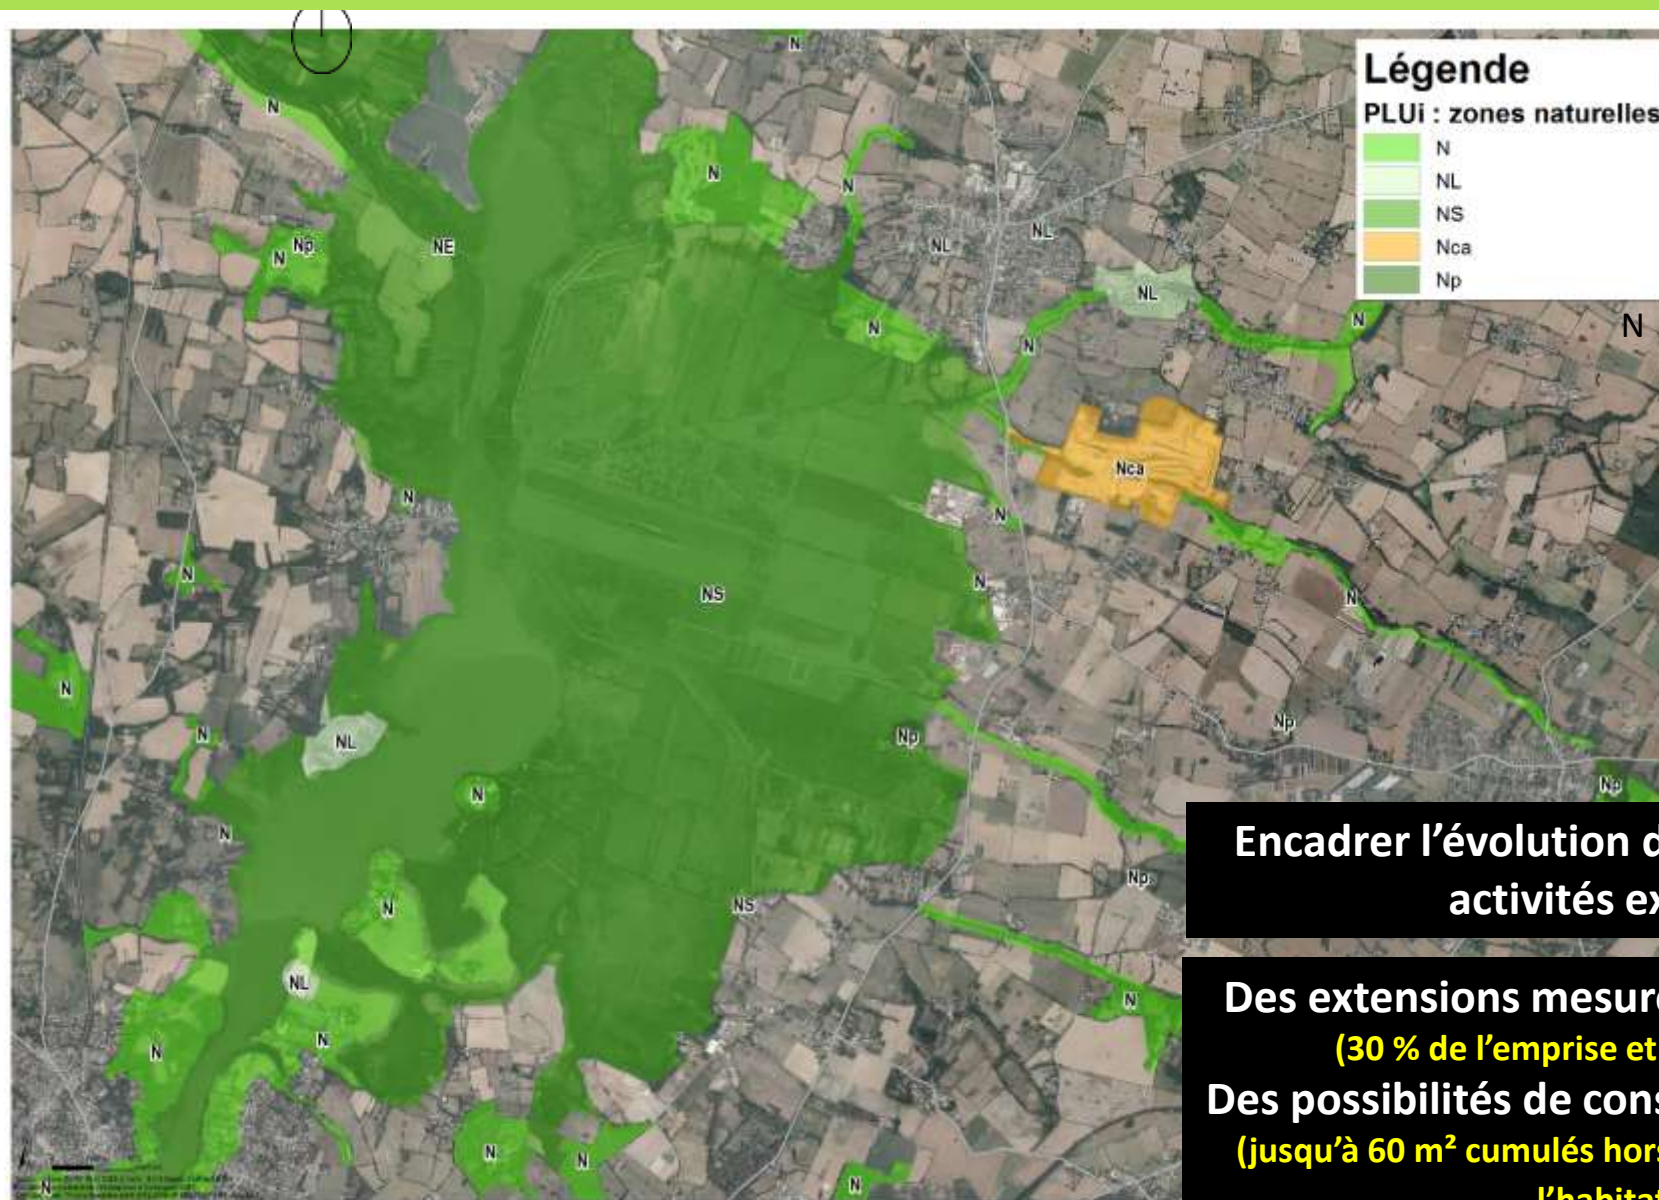 Légende
PLUi : zones naturelles
N
NL
NS
Nca
Np
N
N
N
N
N
Np
N
NE
NL
NL
NL
N
N
N
N
Nca
N
N
N
N
NS
N
N
N
NL
Np
Np
Np
N
N
Np
N
NS
NL
N
N
N
N
N
N
N
Encadrer l’évolution d
activités ex
Des extensions mesuré
(30 % de l’emprise et
Des possibilités de cons
(jusqu’à 60 m² cumulés hors
l’habitat